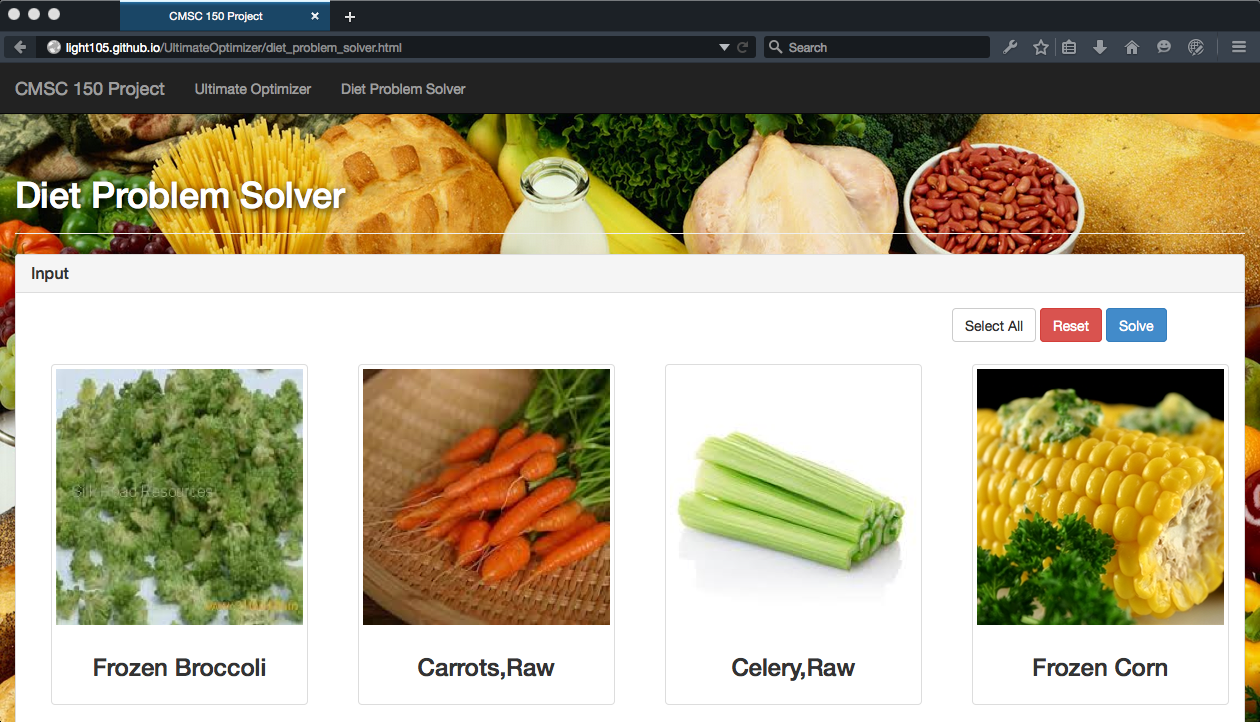 CMSC 150 Project
light105.github.io/UltimateOptimizer/diet_problem_solver.html
Search
CMSC 150 Project Ultimate Optimizer Diet Problem Solver
Diet Problem Solver
Input
Select All Reset Solve
Silk Road Resources
Frozen Broccoli Carrots,Raw Celery,Raw Frozen Corn